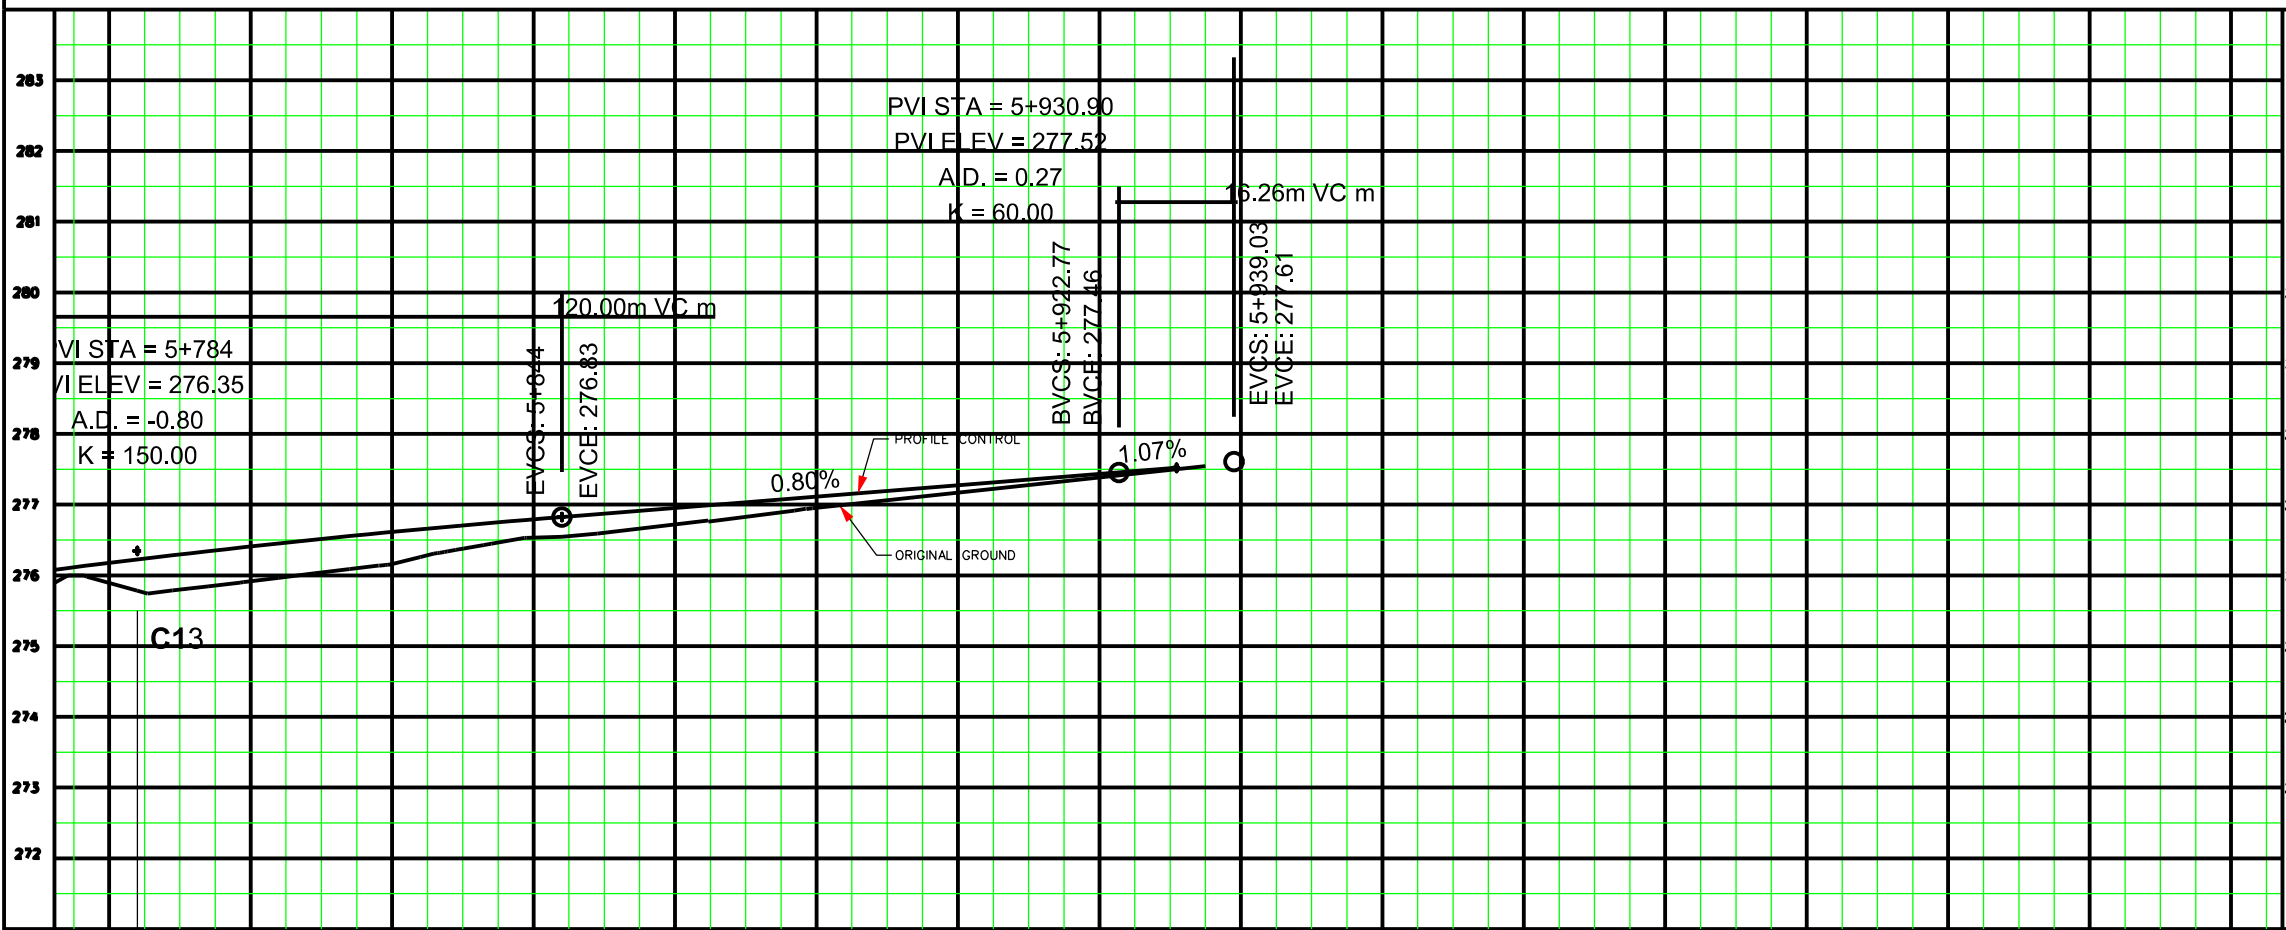 283
282
281
280
279
278
277
276
275
274
273
272
PVI STA = 5+930.90
PVI ELEV = 277.52
A.D. = 0.27
K = 60.00
16.26m VC m
BVCS: 5+922.77
BVCE: 277.46
EVCS: 5+939.03
EVCE: 277.61
120.00m VC m
VI STA = 5+784
VI ELEV = 276.35
A.D. = -0.80
K = 150.00
EVCS: 5+844
EVCE: 276.83
PROFILE CONTROL
0.80%
1.07%
ORIGINAL GROUND
C13